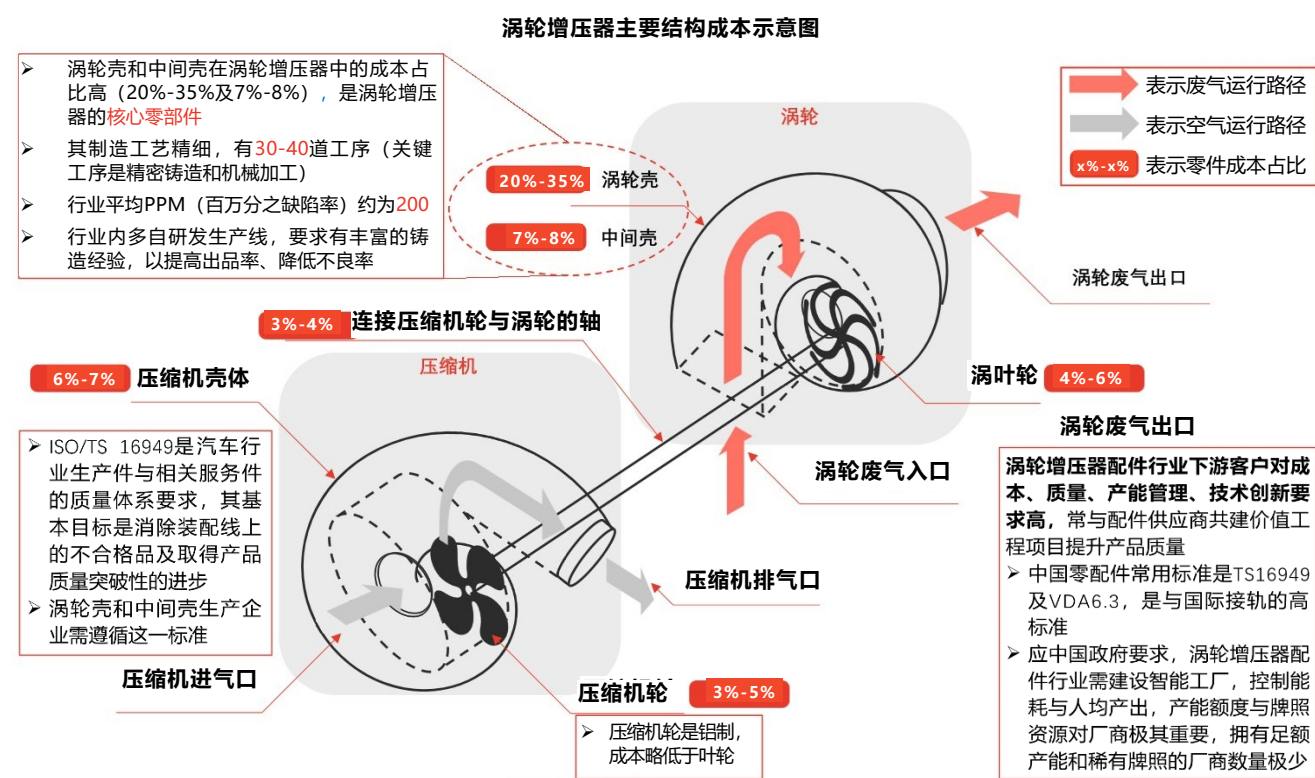 涡轮增压器主要结构成本示意图
➢ 涡轮壳和中间壳在涡轮增压器中的成本占
比高（20%-35%及7%-8%），是涡轮增压
器的核心零部件
➢ 其制造工艺精细，有30-40道工序（关键
工序是精密铸造和机械加工）
➢ 行业平均PPM（百万分之缺陷率）约为200
➢ 行业内多自研发生产线，要求有丰富的铸
造经验，以提高出品率、降低不良率
表示废气运行路径
表示空气运行路径
x%-x% 表示零件成本占比
涡轮
20%-35% 涡轮壳
7%-8% 中间壳
涡轮废气出口
3%-4% 连接压缩机轮与涡轮的轴
压缩机
6%-7% 压缩机壳体
涡叶轮 4%-6%
涡轮废气出口
涡轮废气入口
➢ ISO/TS 16949是汽车行
业生产件与相关服务件
的质量体系要求，其基
本目标是消除装配线上
的不合格品及取得产品
质量突破性的进步
➢ 涡轮壳和中间壳生产企
业需遵循这一标准
涡轮增压器配件行业下游客户对成
本、质量、产能管理、技术创新要
求高，常与配件供应商共建价值工
程项目提升产品质量
➢ 中国零配件常用标准是TS16949
及VDA6.3，是与国际接轨的高
标准
➢ 应中国政府要求，涡轮增压器配
件行业需建设智能工厂，控制能
耗与人均产出，产能额度与牌照
资源对厂商极其重要，拥有足额
产能和稀有牌照的厂商数量极少
压缩机排气口
压缩机进气口
压缩机轮 3%-5%
➢ 压缩机轮是铝制，
成本略低于叶轮